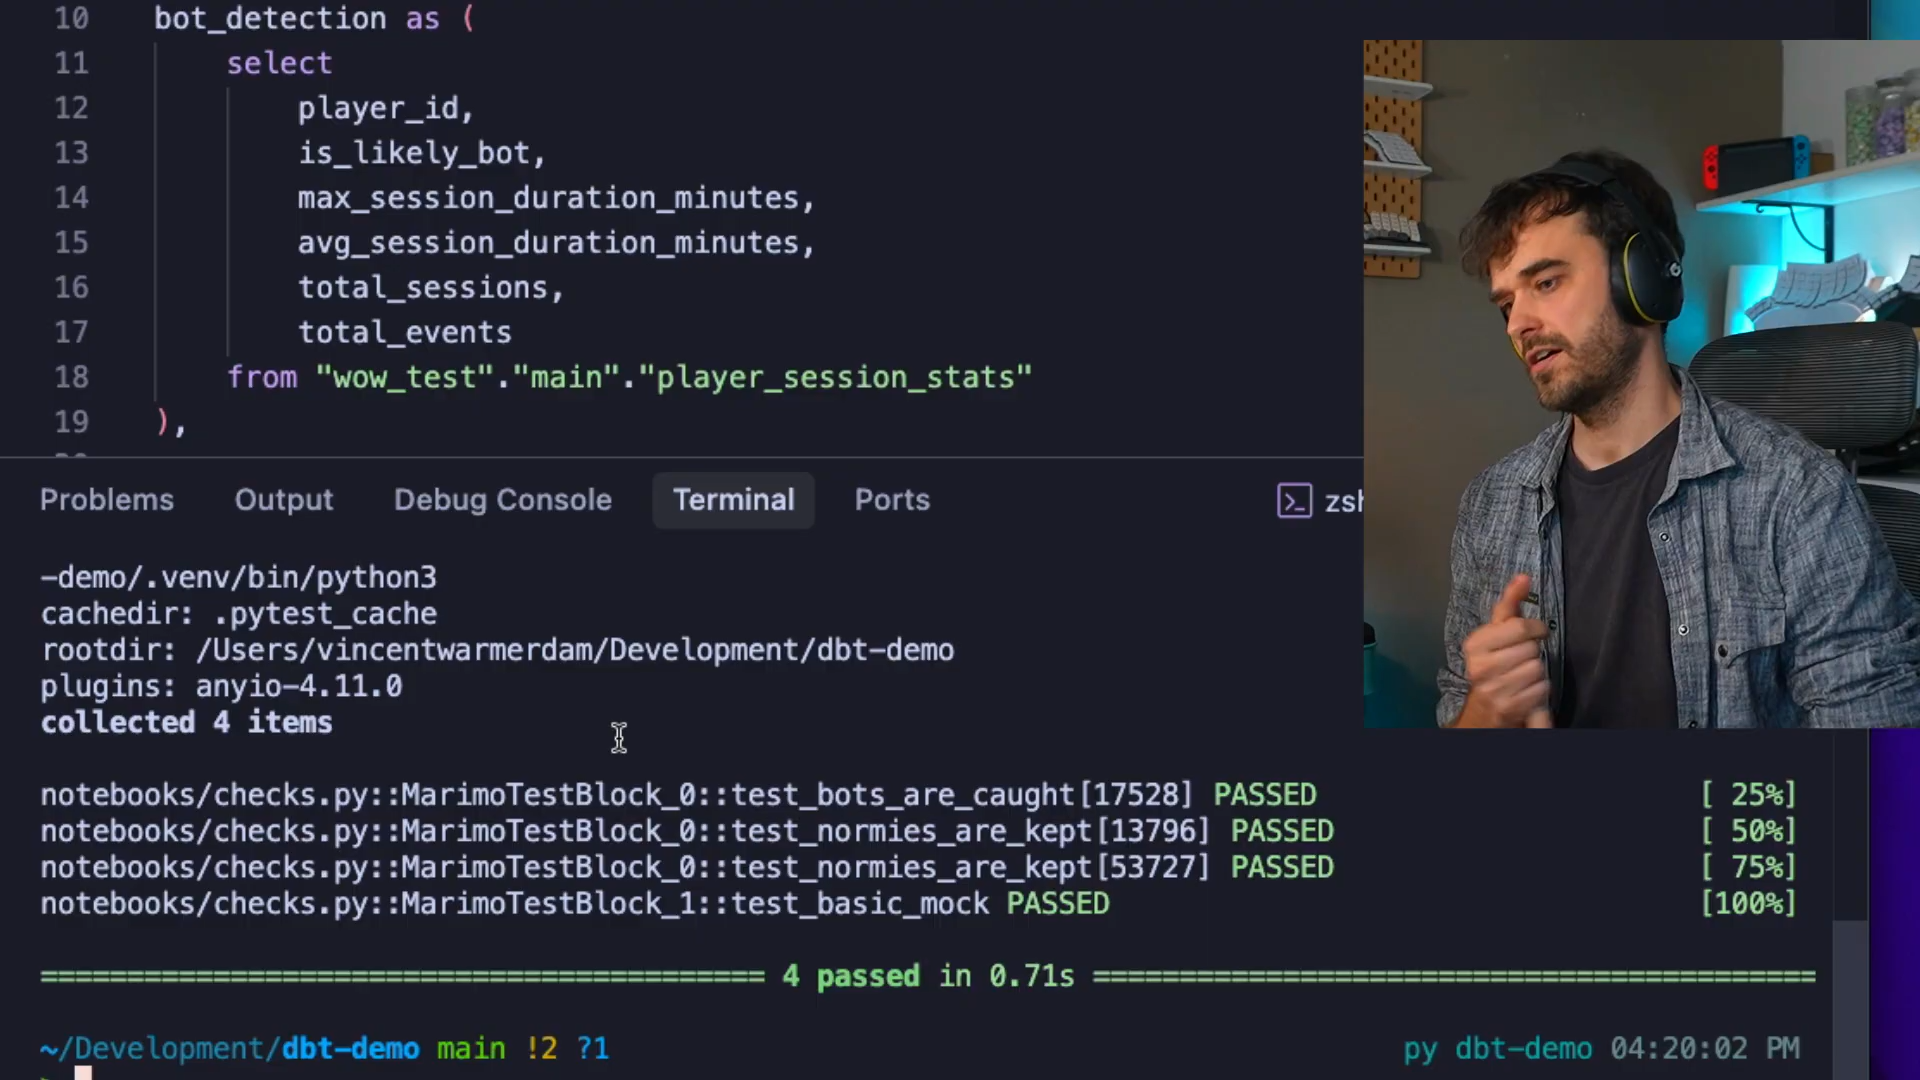 10 bot_detection as (
11 select
12 player_id,
13 is_likely_bot,
14 max_session_duration_minutes,
15 avg_session_duration_minutes,
16 total_sessions,
17 total_events
18 from "wow_test"."main"."player_session_stats"
19 ),
Problems Output Debug Console Terminal Ports zsh
-demo/.venv/bin/python3
cachedir: .pytest_cache
rootdir: /Users/vincentwarmerdam/Development/dbt-demo
plugins: anyio-4.11.0
collected 4 items
notebooks/checks.py::MarimoTestBlock_0::test_bots_are_caught[17528] PASSED [ 25%]
notebooks/checks.py::MarimoTestBlock_0::test_normies_are_kept[13796] PASSED [ 50%]
notebooks/checks.py::MarimoTestBlock_0::test_normies_are_kept[53727] PASSED [ 75%]
notebooks/checks.py::MarimoTestBlock_1::test_basic_mock PASSED [100%]
========================================== 4 passed in 0.71s ==========================================
~/Development/dbt-demo main !2 ?1 py dbt-demo 04:20:02 PM